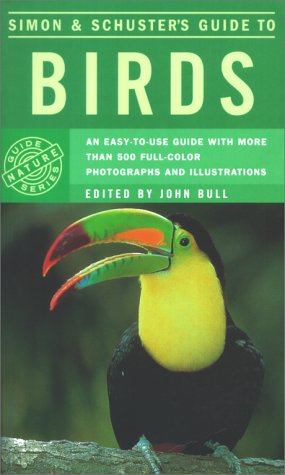 SIMON & SCHUSTER'S GUIDE TO
BIRDS
GUIDE
NATURE
SERIES
AN EASY-TO-USE GUIDE WITH MORE
THAN 500 FULL-COLOR
PHOTOGRAPHS AND ILLUSTRATIONS
EDITED BY JOHN BULL